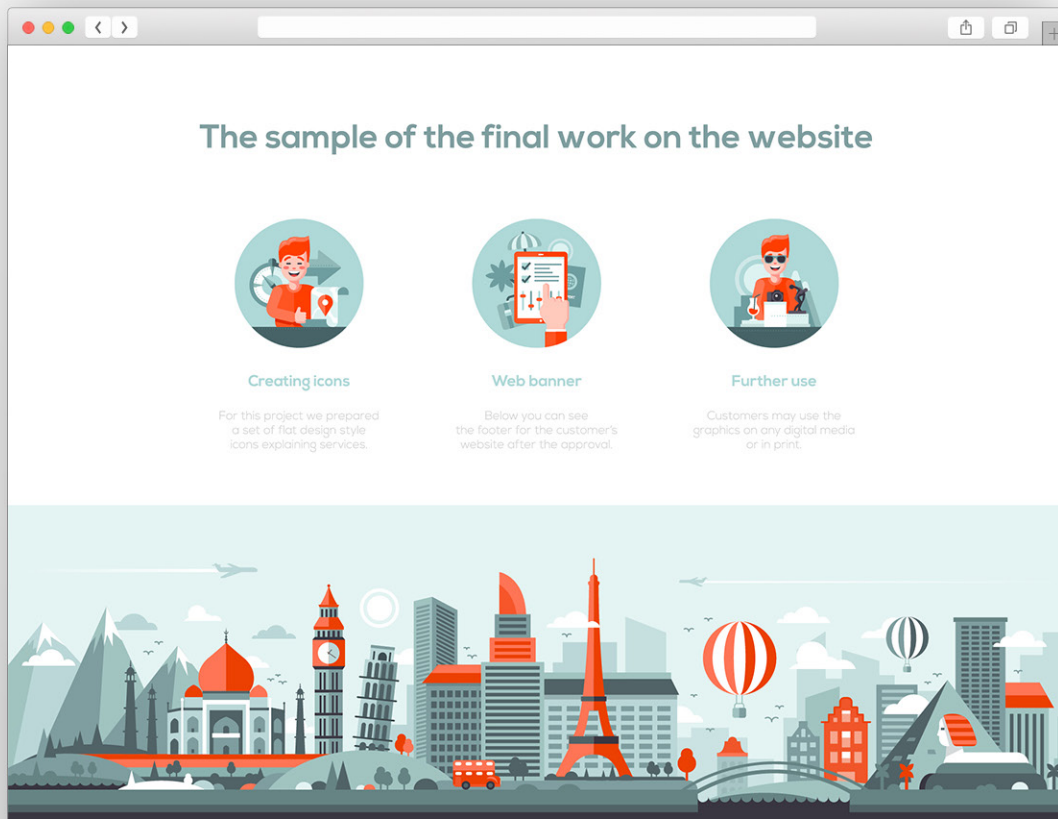 The sample of the final work on the website
Creating icons
For this project we prepared
a set of flat design style
icons explaining services.
Web banner
Below you can see
the footer for the customer's
website after the approval.
Further use
Customers may use the
graphics on any digital media
or in print.